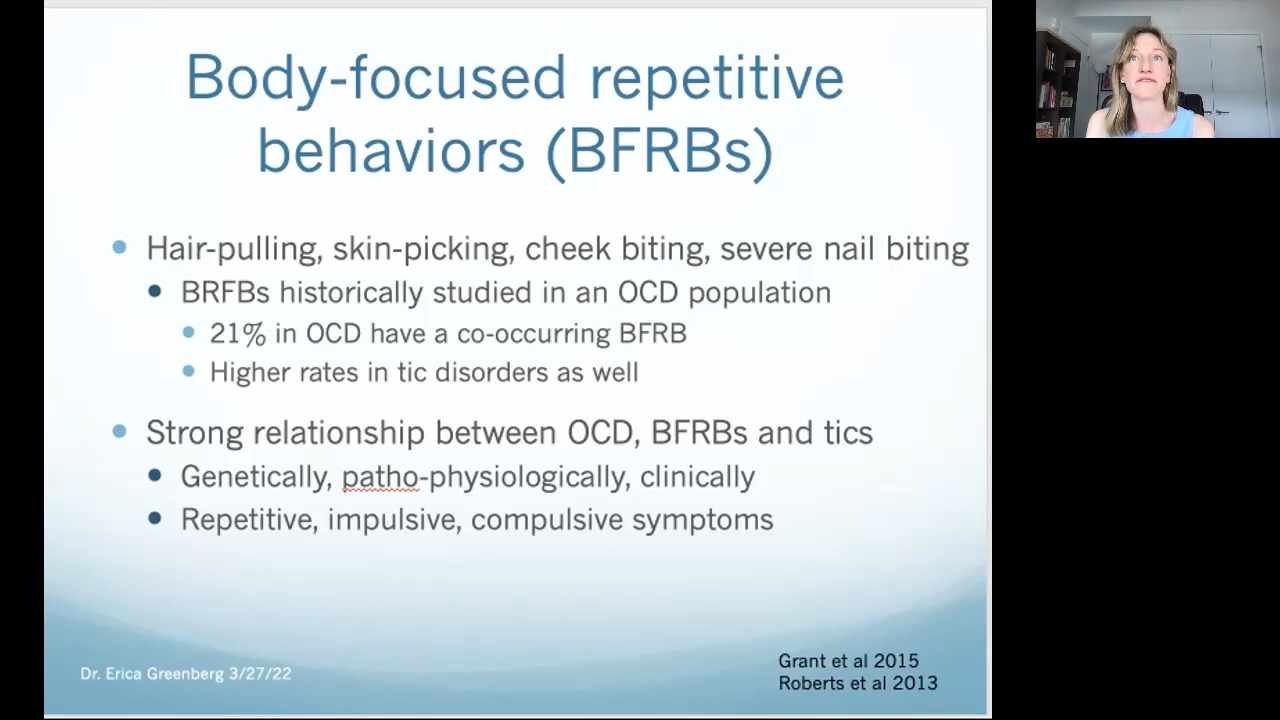 Body-focused repetitive
behaviors (BFRBs)
Hair-pulling, skin-picking, cheek biting, severe nail biting
BRFBs historically studied in an OCD population
21% in OCD have a co-occurring BFRB
Higher rates in tic disorders as well
Strong relationship between OCD, BFRBs and tics
Genetically, patho-physiologically, clinically
Repetitive, impulsive, compulsive symptoms
Dr. Erica Greenberg 3/27/22
Grant et al 2015
Roberts et al 2013